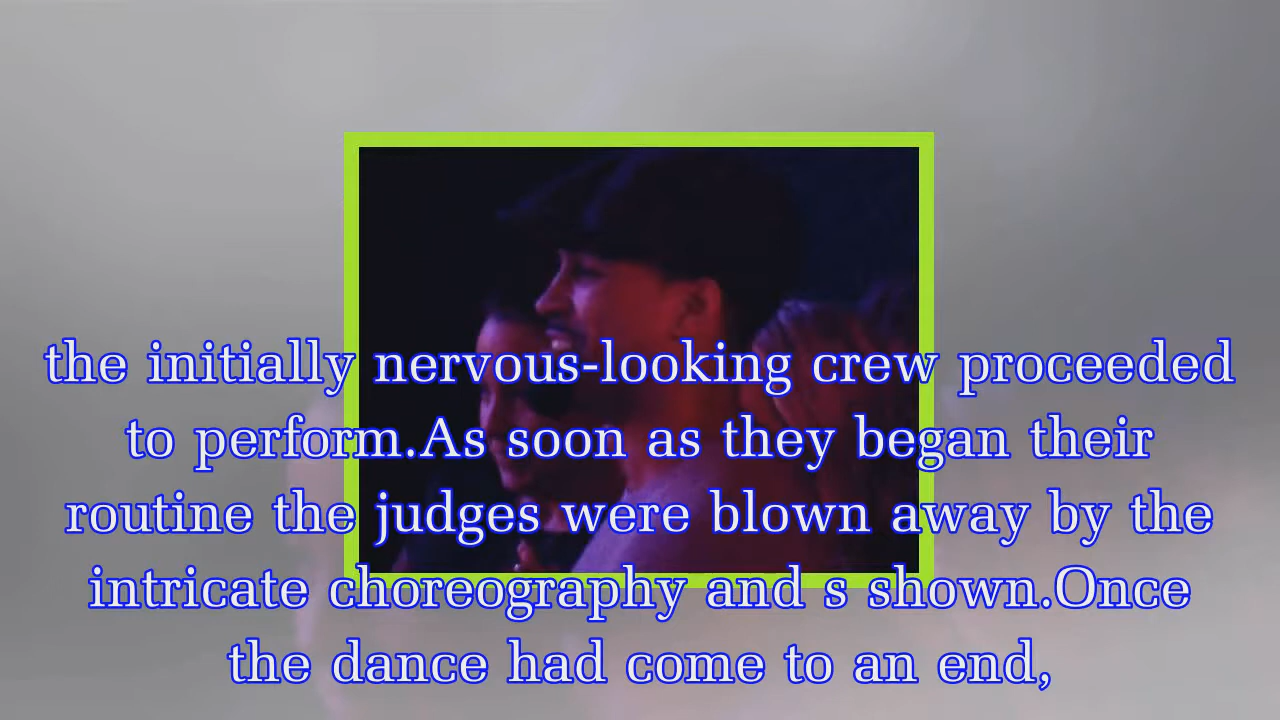 the initially nervous-looking crew proceeded
to perform.As soon as they began their
routine the judges were blown away by the
intricate choreography and s shown.Once
the dance had come to an end,